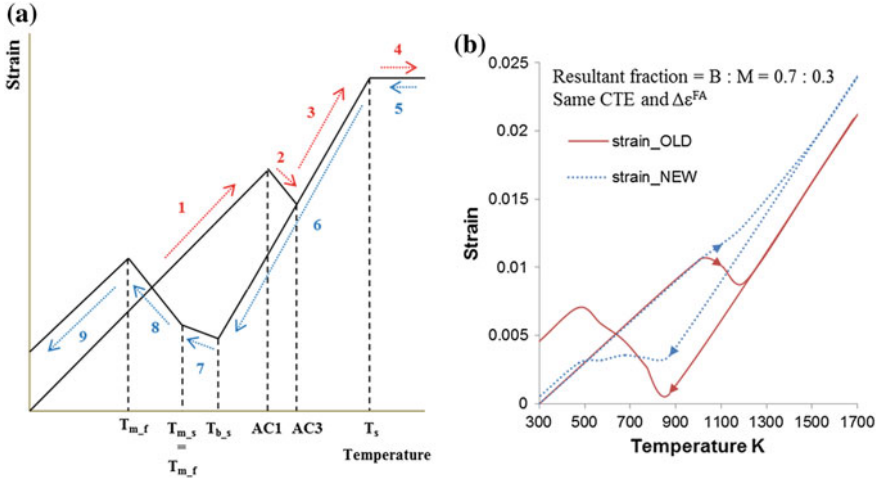 (a)
Strain
1
2
3
4
5
6
7
8
9
T_m_f
T_m_s
=
T_m_f
T_b_s
AC1
AC3
T_s
Temperature
(b)
Strain
0.025
0.02
0.015
0.01
0.005
0
Resultant fraction = B : M = 0.7 : 0.3
Same CTE and Δε^FA
strain_OLD
strain_NEW
300 500 700 900 1100 1300 1500 1700
Temperature K